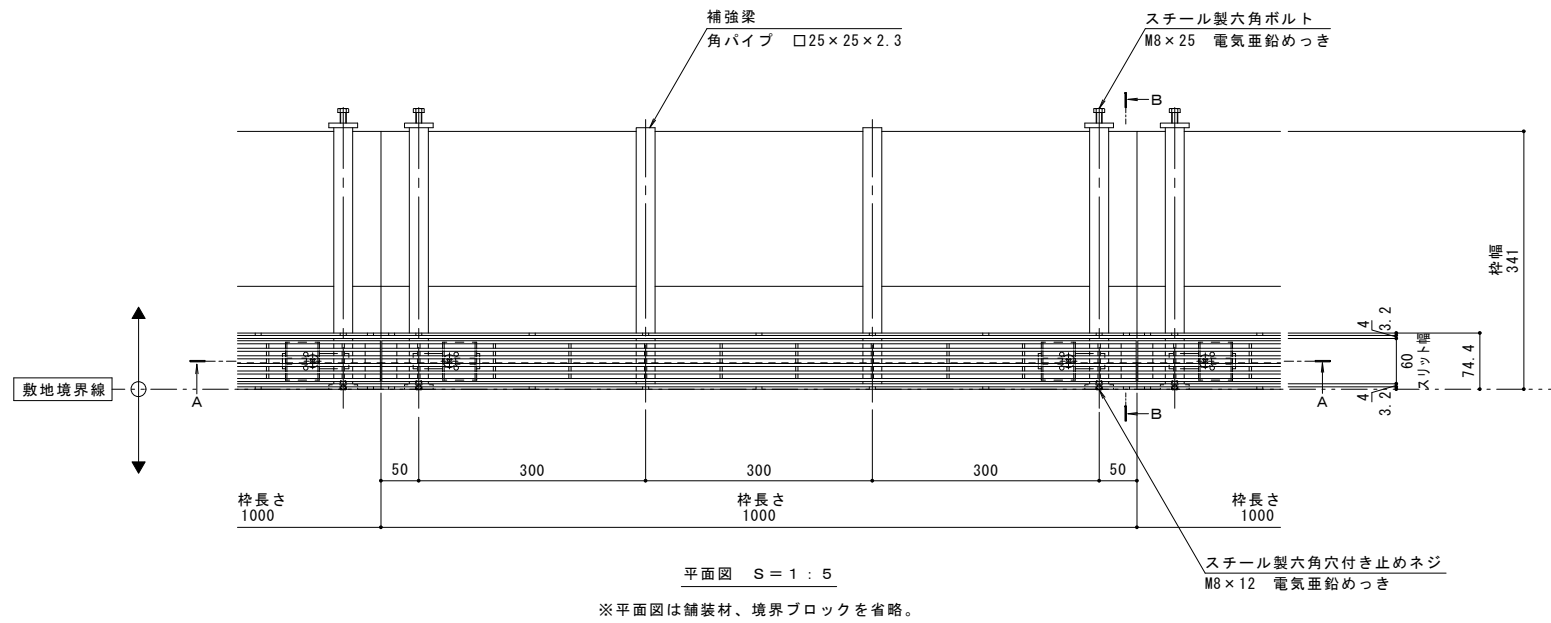 補強梁
角パイプ　□25×25×2.3
スチール製六角ボルト
M8×25　電気亜鉛めっき
B
枠幅
341
4
3.2
60
スリット幅
74.4
4
3.2
敷地境界線
A
A
B
50
300
300
300
50
枠長さ
1000
枠長さ
1000
枠長さ
1000
スチール製六角穴付き止めネジ
M8×12　電気亜鉛めっき
平面図　S＝1：5
※平面図は舗装材、境界ブロックを省略。